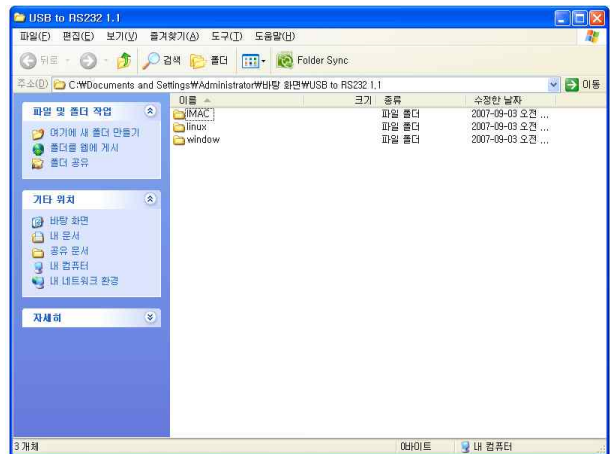 USB to RS232 1.1
파일(F) 편집(E) 보기(V) 즐겨찾기(A) 도구(T) 도움말(H)
뒤로 검색 폴더 Folder Sync
주소(D) C:₩Documents and Settings₩Administrator₩바탕 화면₩USB to RS232 1.1 이동
이름 크기 종류 수정한 날짜
IMAC 파일 폴더 2007-09-03 오전 ...
linux 파일 폴더 2007-09-03 오전 ...
window 파일 폴더 2007-09-03 오전 ...
파일 및 폴더 작업
여기에 새 폴더 만들기
폴더를 웹에 게시
폴더 공유
기타 위치
바탕 화면
내 문서
공유 문서
내 컴퓨터
내 네트워크 환경
자세히
3개체 0바이트 내 컴퓨터